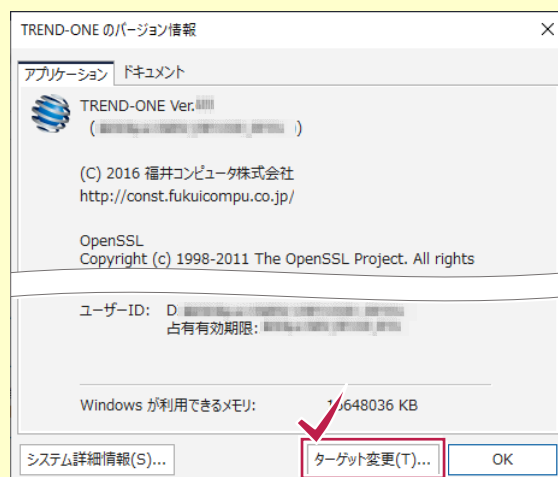 TREND-ONE のバージョン情報
アプリケーション ドキュメント
TREND-ONE Ver.
(C) 2016 福井コンピュータ株式会社
http://const.fukuicompu.co.jp/
OpenSSL
Copyright (c) 1998-2011 The OpenSSL Project. All rights
ユーザーID: D
占有有効期限:
Windows が利用できるメモリ: 16648036 KB
システム詳細情報(S)... ターゲット変更(T)... OK